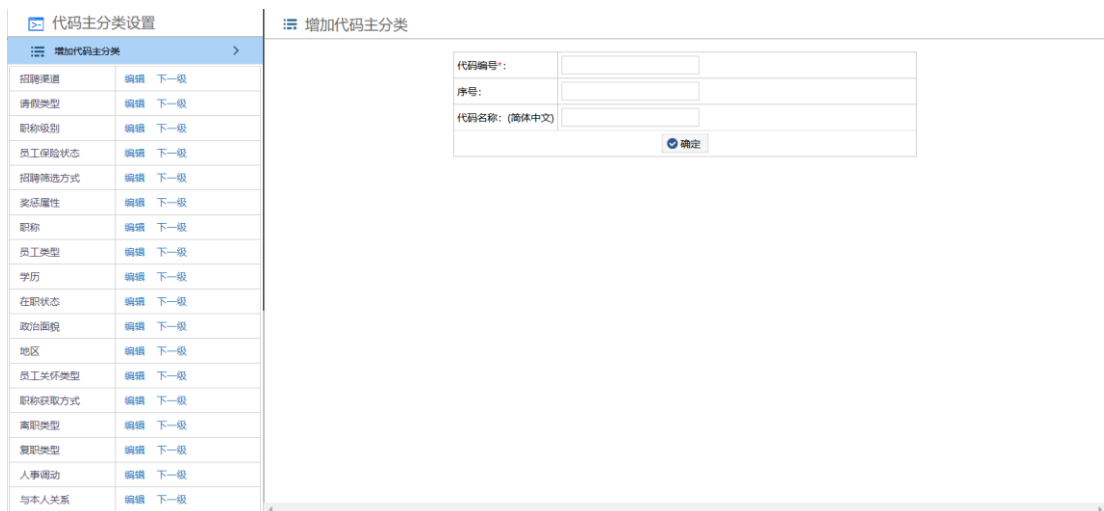 代码主分类设置
增加代码主分类
招聘渠道 编辑 下一级
请假类型 编辑 下一级
职称级别 编辑 下一级
员工保险状态 编辑 下一级
招聘筛选方式 编辑 下一级
奖惩属性 编辑 下一级
职称 编辑 下一级
员工类型 编辑 下一级
学历 编辑 下一级
在职状态 编辑 下一级
政治面貌 编辑 下一级
地区 编辑 下一级
员工关怀类型 编辑 下一级
职称获取方式 编辑 下一级
离职类型 编辑 下一级
复职类型 编辑 下一级
人事调动 编辑 下一级
与本人关系 编辑 下一级
增加代码主分类
代码编号*:
序号:
代码名称: (简体中文)
确定